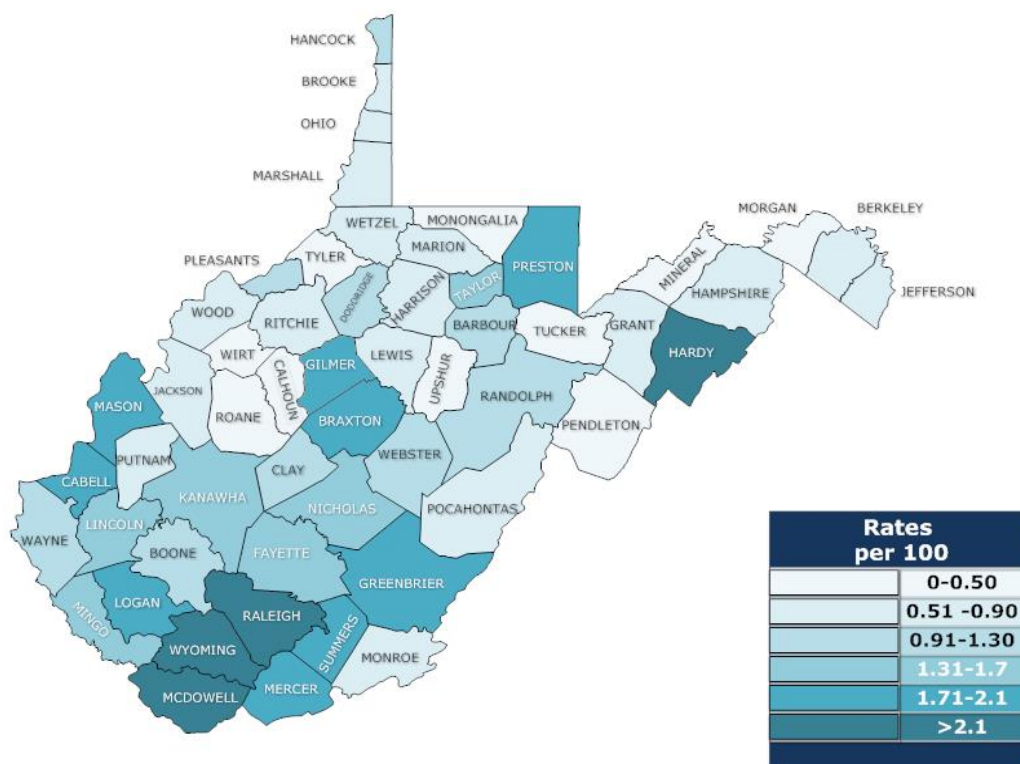 HANCOCK
BROOKE
OHIO
MARSHALL
WETZEL
MONONGALIA
MORGAN
BERKELEY
MARION
TYLER
PLEASANTS
PRESTON
MINERAL
TAYLOR
DODDRIDGE
HARRISON
HAMPSHIRE
JEFFERSON
WOOD
RITCHIE
BARBOUR
TUCKER
GRANT
WIRT
GILMER
LEWIS
HARDY
CALHOUN
UPSHUR
JACKSON
RANDOLPH
MASON
ROANE
BRAXTON
PENDLETON
PUTNAM
WEBSTER
CLAY
CABELL
KANAWHA
NICHOLAS
POCAHONTAS
LINCOLN
WAYNE
BOONE
FAYETTE
GREENBRIER
LOGAN
MINGO
RALEIGH
SUMMERS
WYOMING
MONROE
MERCER
MCDOWELL
Rates
per 100
0-0.50
0.51 -0.90
0.91-1.30
1.31-1.7
1.71-2.1
>2.1